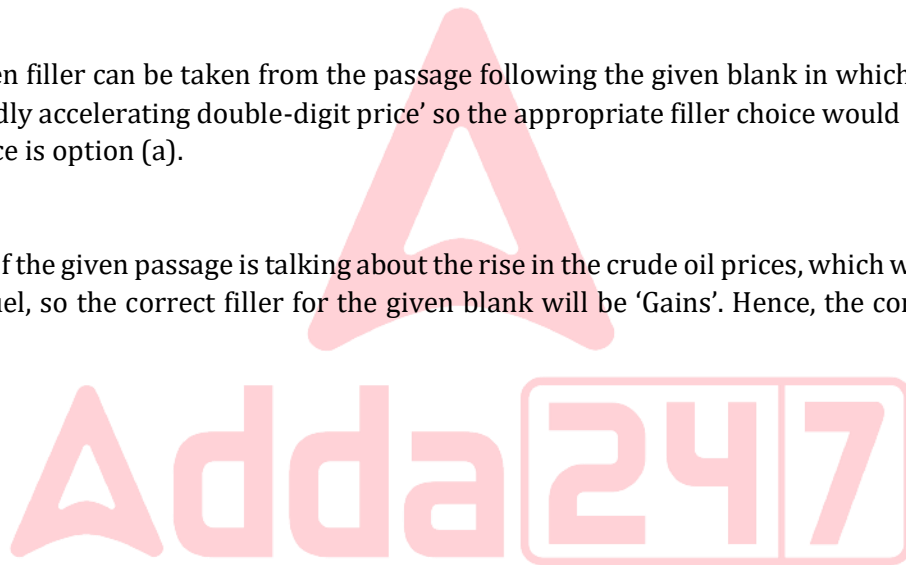 en filler can be taken from the passage following the given blank in which
dly accelerating double-digit price’ so the appropriate filler choice would
ce is option (a).
f the given passage is talking about the rise in the crude oil prices, which w
el, so the correct filler for the given blank will be ‘Gains’. Hence, the cor
Adda247